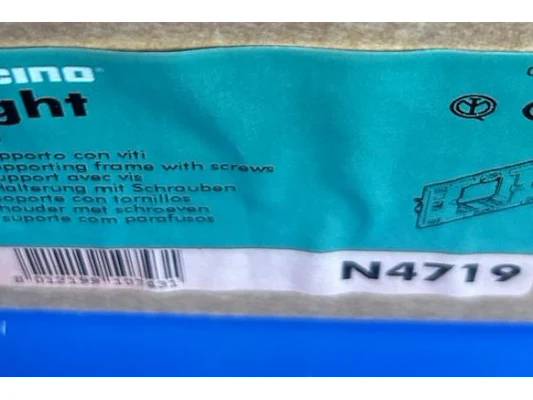 cino®
ght
pporto con viti
pporting frame with screws
upport avec vis
Halterung mit Schrauben
soporte con tornillos
houder met schroeven
suporte com parafusos
N4719